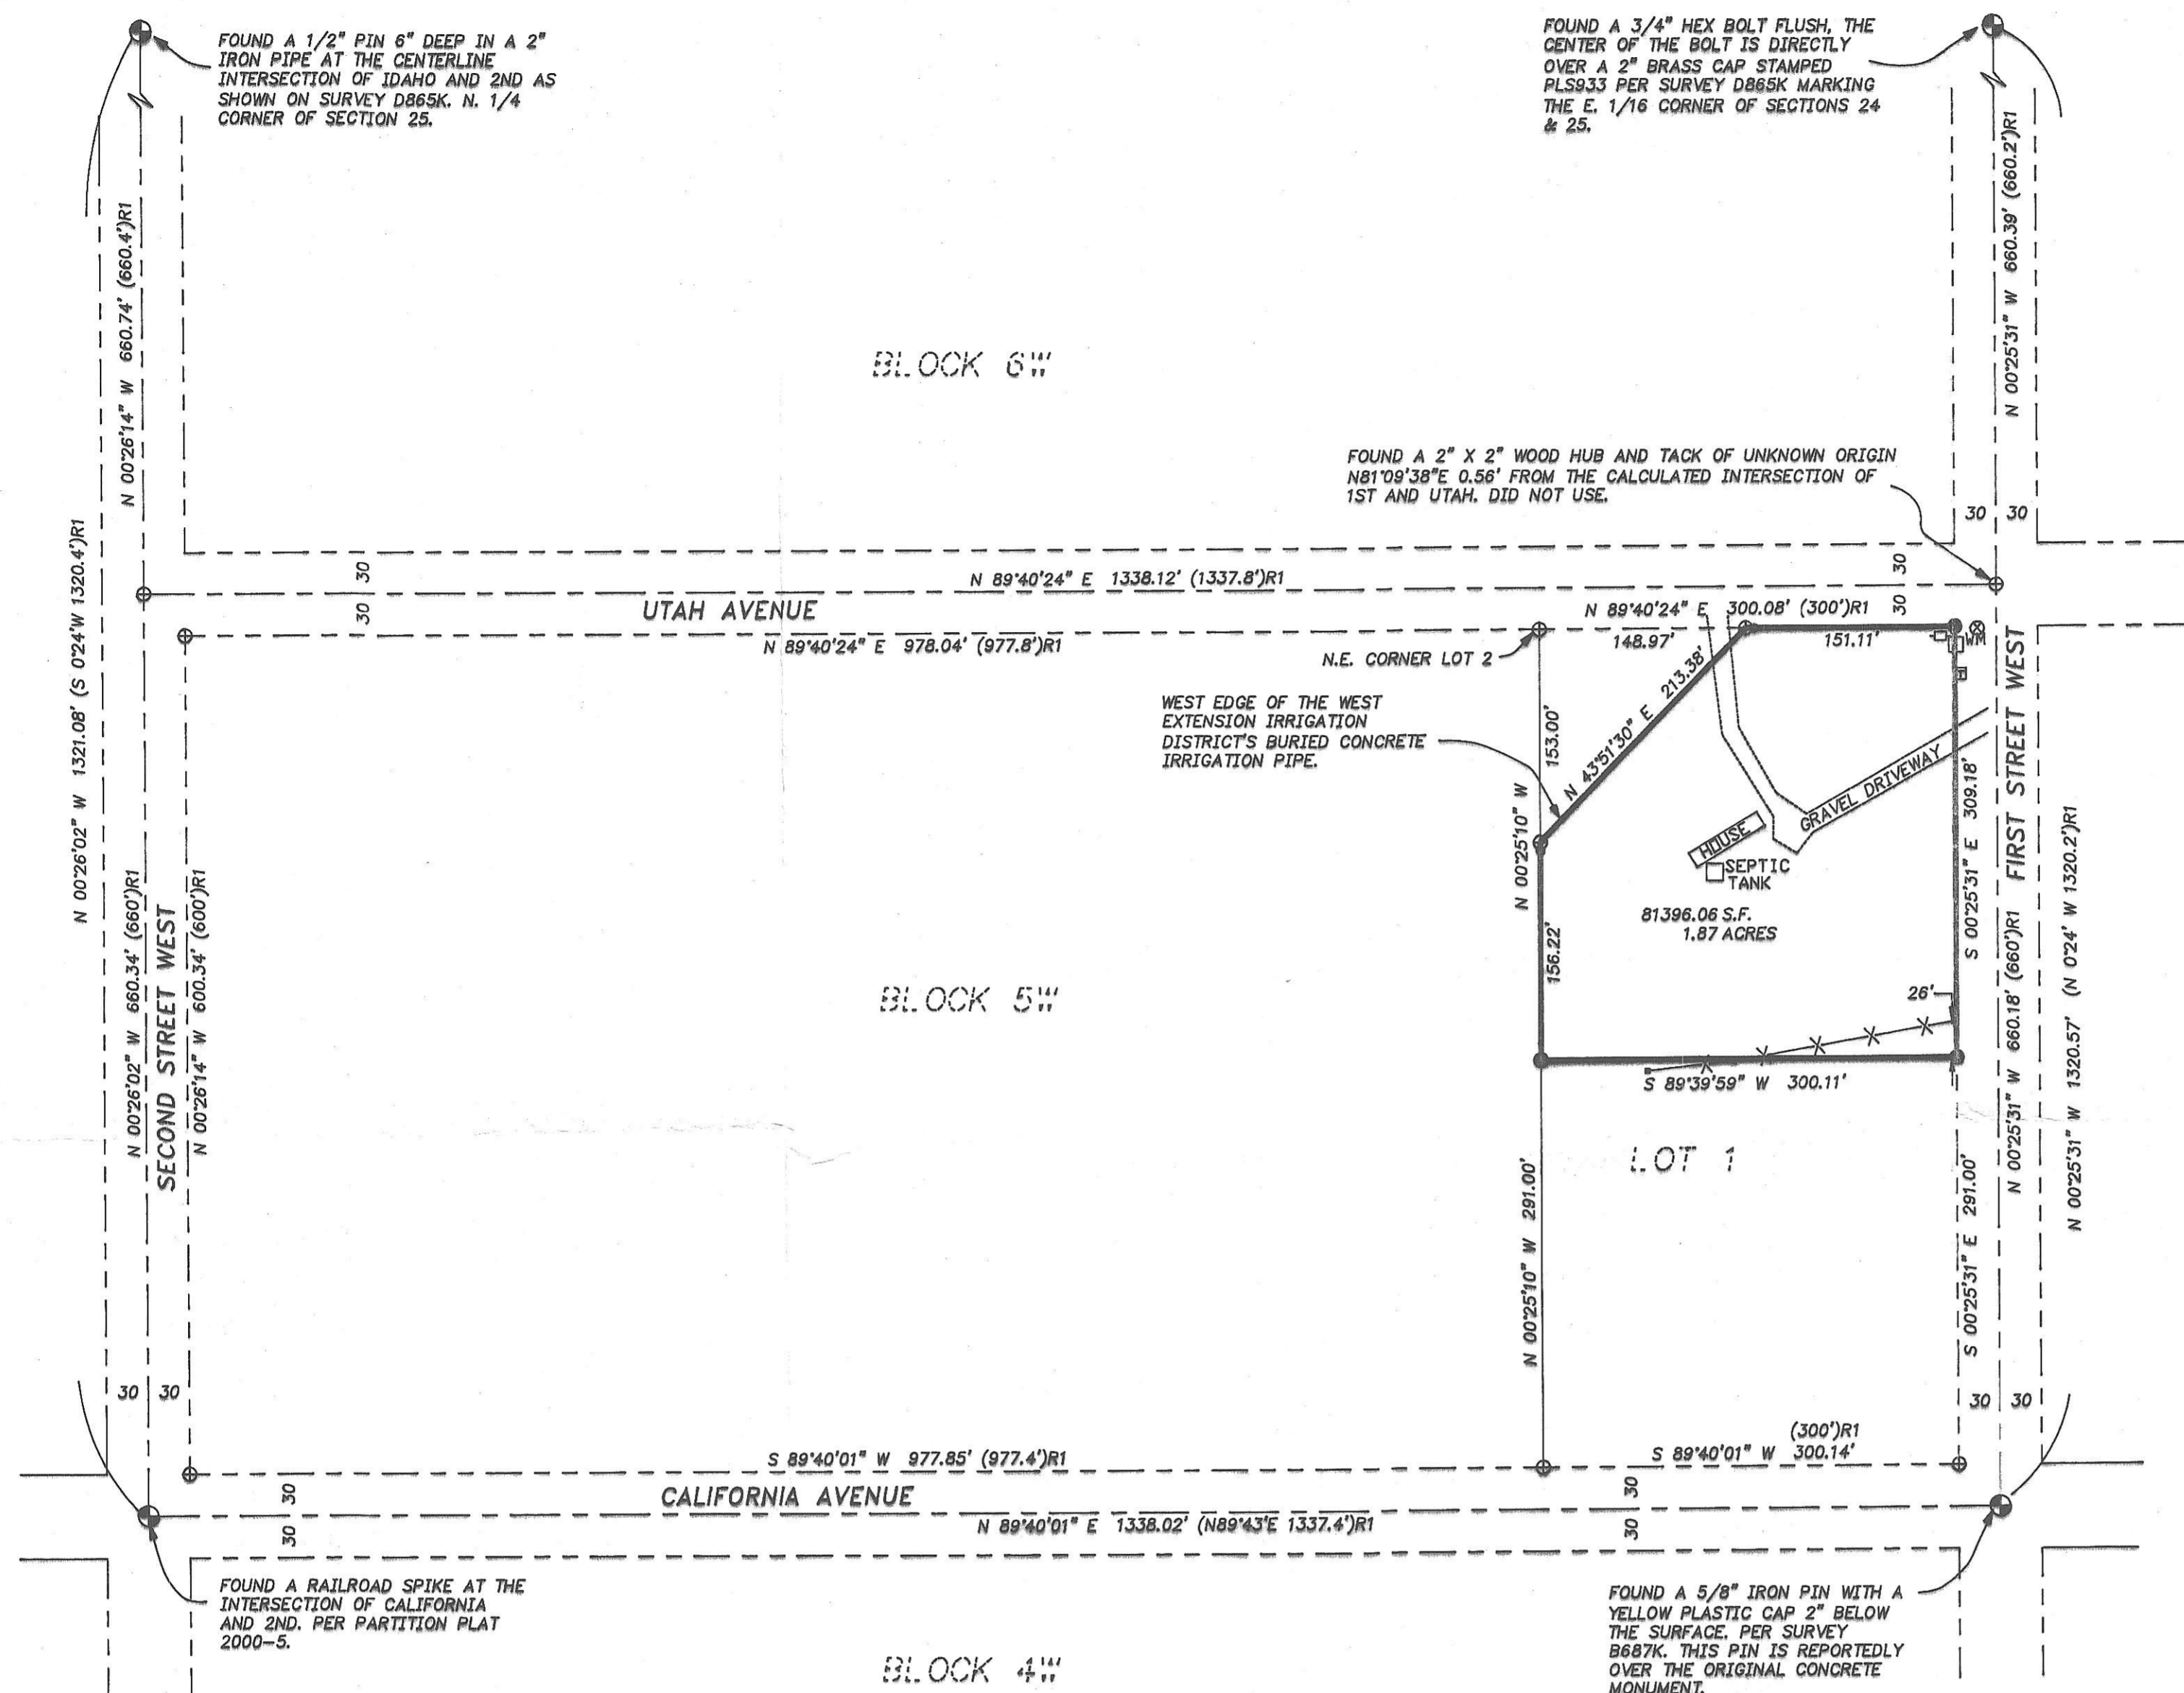 FOUND A 1/2" PIN 6" DEEP IN A 2"
IRON PIPE AT THE CENTERLINE
INTERSECTION OF IDAHO AND 2ND AS
SHOWN ON SURVEY D865K. N. 1/4
CORNER OF SECTION 25.
FOUND A 3/4" HEX BOLT FLUSH, THE
CENTER OF THE BOLT IS DIRECTLY
OVER A 2" BRASS CAP STAMPED
PLS933 PER SURVEY D865K MARKING
THE E. 1/16 CORNER OF SECTIONS 24
& 25.
N 00°26'14" W 660.74' (660.4')R1
N 00°25'31" W 660.39' (660.2')R1
BLOCK 6W
FOUND A 2" X 2" WOOD HUB AND TACK OF UNKNOWN ORIGIN
N81°09'38"E 0.56' FROM THE CALCULATED INTERSECTION OF
1ST AND UTAH. DID NOT USE.
30 30
N 00°26'02" W 1321.08' (S 0°24'W 1320.4')R1
30
30
N 89°40'24" E 1338.12' (1337.8')R1
30
30
UTAH AVENUE
N 89°40'24" E 978.04' (977.8')R1
N 89°40'24" E 300.08' (300')R1
148.97'
151.11'
WM
N.E. CORNER LOT 2
WEST EDGE OF THE WEST
EXTENSION IRRIGATION
DISTRICT'S BURIED CONCRETE
IRRIGATION PIPE.
153.00'
N 43°51'30" E 213.38'
N 00°25'10" W
156.22'
HOUSE
GRAVEL DRIVEWAY
SEPTIC
TANK
81396.06 S.F.
1.87 ACRES
S 00°25'31" E 309.18'
FIRST STREET WEST
N 00°25'31" W 660.18' (660')R1
N 00°25'31" W 1320.57' (N 0°24' W 1320.2')R1
N 00°26'02" W 660.34' (660')R1
SECOND STREET WEST
N 00°26'14" W 600.34' (600')R1
BLOCK 5W
26'
S 89°39'59" W 300.11'
LOT 1
N 00°25'10" W 291.00'
S 00°25'31" E 291.00'
30 30
30 30
S 89°40'01" W 977.85' (977.4')R1
(300')R1
S 89°40'01" W 300.14'
30
30
CALIFORNIA AVENUE
N 89°40'01" E 1338.02' (N89°43'E 1337.4')R1
30
30
FOUND A RAILROAD SPIKE AT THE
INTERSECTION OF CALIFORNIA
AND 2ND. PER PARTITION PLAT
2000-5.
FOUND A 5/8" IRON PIN WITH A
YELLOW PLASTIC CAP 2" BELOW
THE SURFACE. PER SURVEY
B687K. THIS PIN IS REPORTEDLY
OVER THE ORIGINAL CONCRETE
MONUMENT.
BLOCK 4W